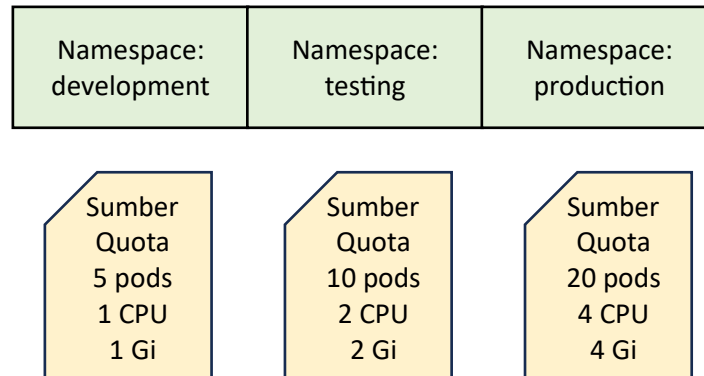 Namespace:
development
Namespace:
testing
Namespace:
production
Sumber
Quota
5 pods
1 CPU
1 Gi
Sumber
Quota
10 pods
2 CPU
2 Gi
Sumber
Quota
20 pods
4 CPU
4 Gi